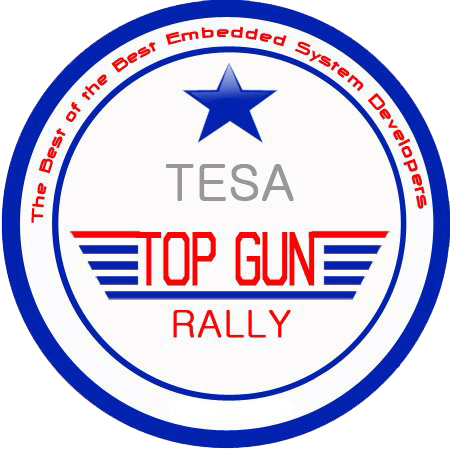 The Best of the Best Embedded System Developers
TESA
TOP GUN
RALLY